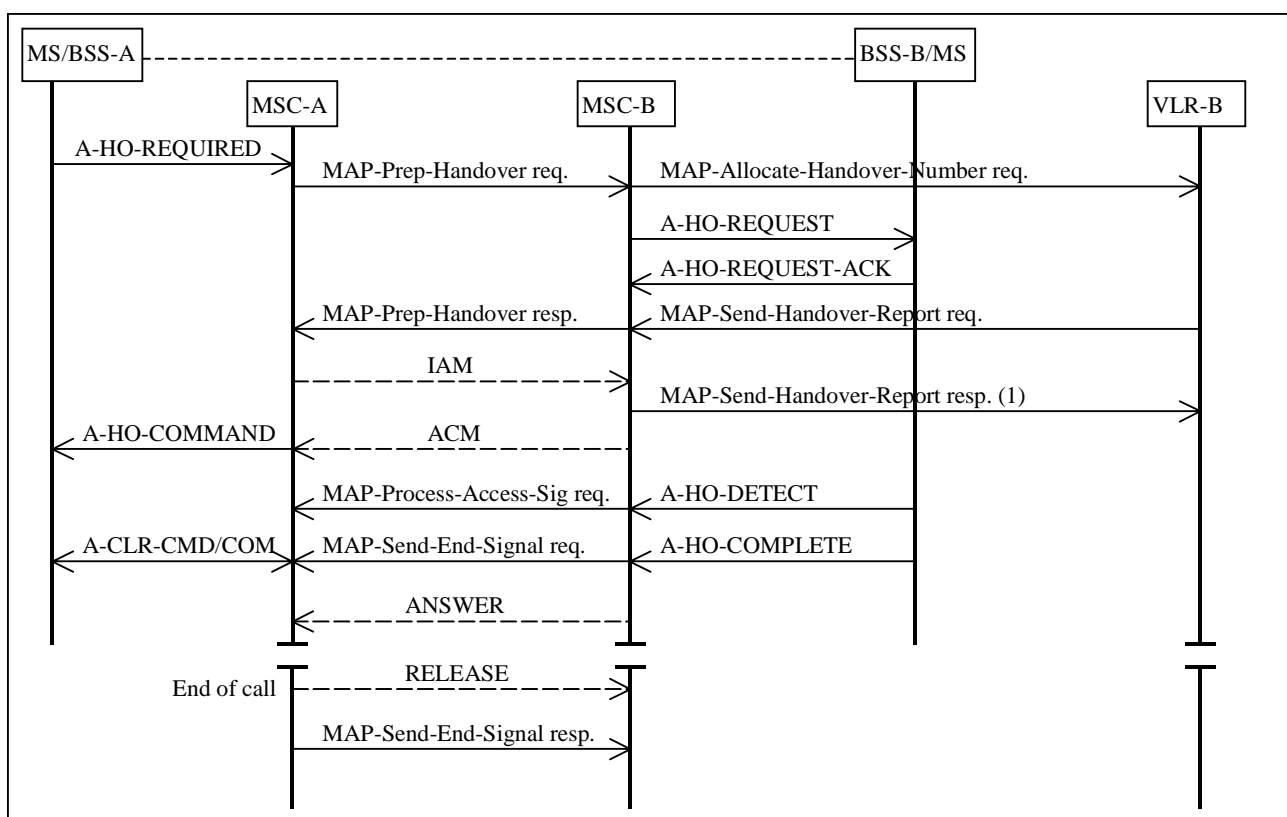 MS/BSS-A
BSS-B/MS
MSC-A
MSC-B
VLR-B
A-HO-REQUIRED
MAP-Prep-Handover req.
MAP-Allocate-Handover-Number req.
A-HO-REQUEST
A-HO-REQUEST-ACK
MAP-Prep-Handover resp.
MAP-Send-Handover-Report req.
IAM
MAP-Send-Handover-Report resp. (1)
A-HO-COMMAND
ACM
MAP-Process-Access-Sig req.
A-HO-DETECT
A-CLR-CMD/COM
MAP-Send-End-Signal req.
A-HO-COMPLETE
ANSWER
End of call
RELEASE
MAP-Send-End-Signal resp.